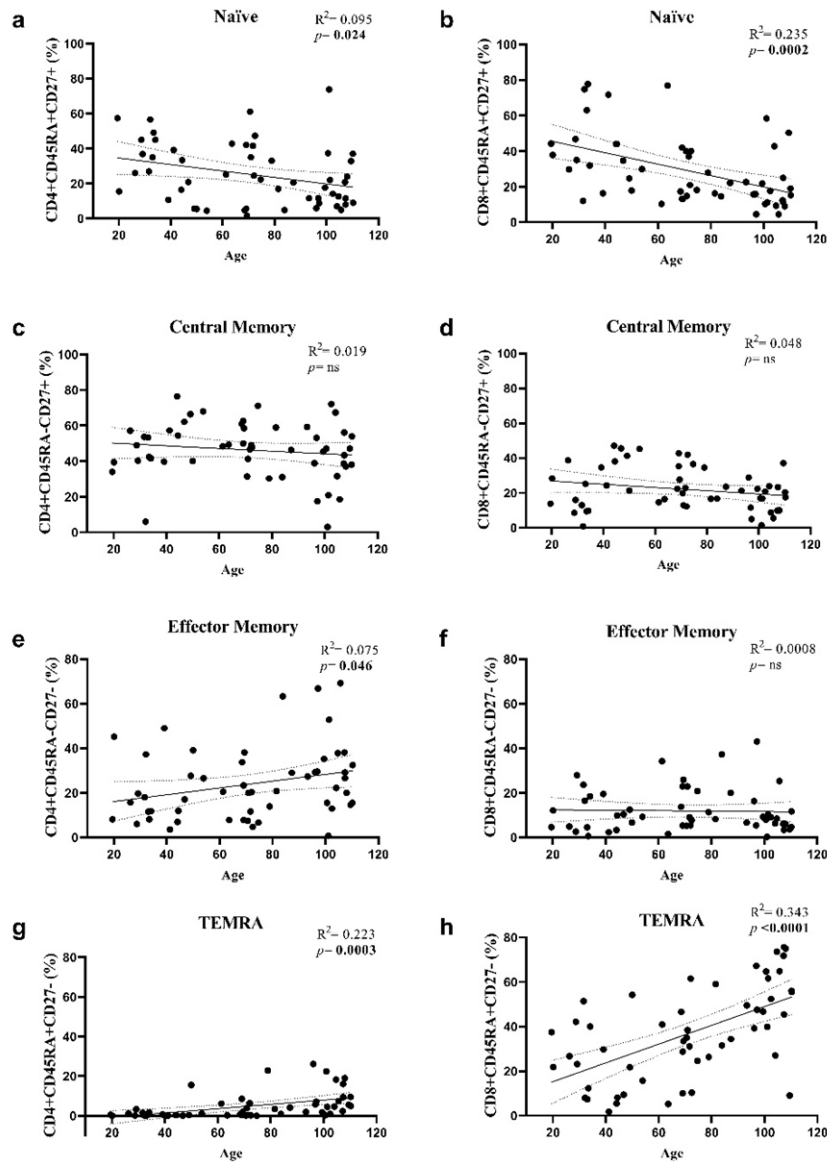 a
Naïve
R²= 0.095
p= 0.024
CD4+CD45RA+CD27+ (%)
100
80
60
40
20
0
20 40 60 80 100 120
Age
b
Naïve
R²= 0.235
p= 0.0002
CD8+CD45RA+CD27+ (%)
100
80
60
40
20
0
20 40 60 80 100 120
Age
c
Central Memory
R²= 0.019
p= ns
CD4+CD45RA-CD27+ (%)
100
80
60
40
20
0
0 20 40 60 80 100 120
Age
d
Central Memory
R²= 0.048
p= ns
CD8+CD45RA-CD27+ (%)
100
80
60
40
20
0
20 40 60 80 100 120
Age
e
Effector Memory
R²= 0.075
p= 0.046
CD4+CD45RA-CD27- (%)
80
60
40
20
0
20 40 60 80 100 120
Age
f
Effector Memory
R²= 0.0008
p= ns
CD8+CD45RA-CD27- (%)
80
60
40
20
0
20 40 60 80 100 120
Age
g
TEMRA
R²= 0.223
p= 0.0003
CD4+CD45RA+CD27- (%)
80
60
40
20
0
20 40 60 80 100 120
Age
h
TEMRA
R²= 0.343
p <0.0001
CD8+CD45RA+CD27- (%)
80
60
40
20
0
20 40 60 80 100 120
Age